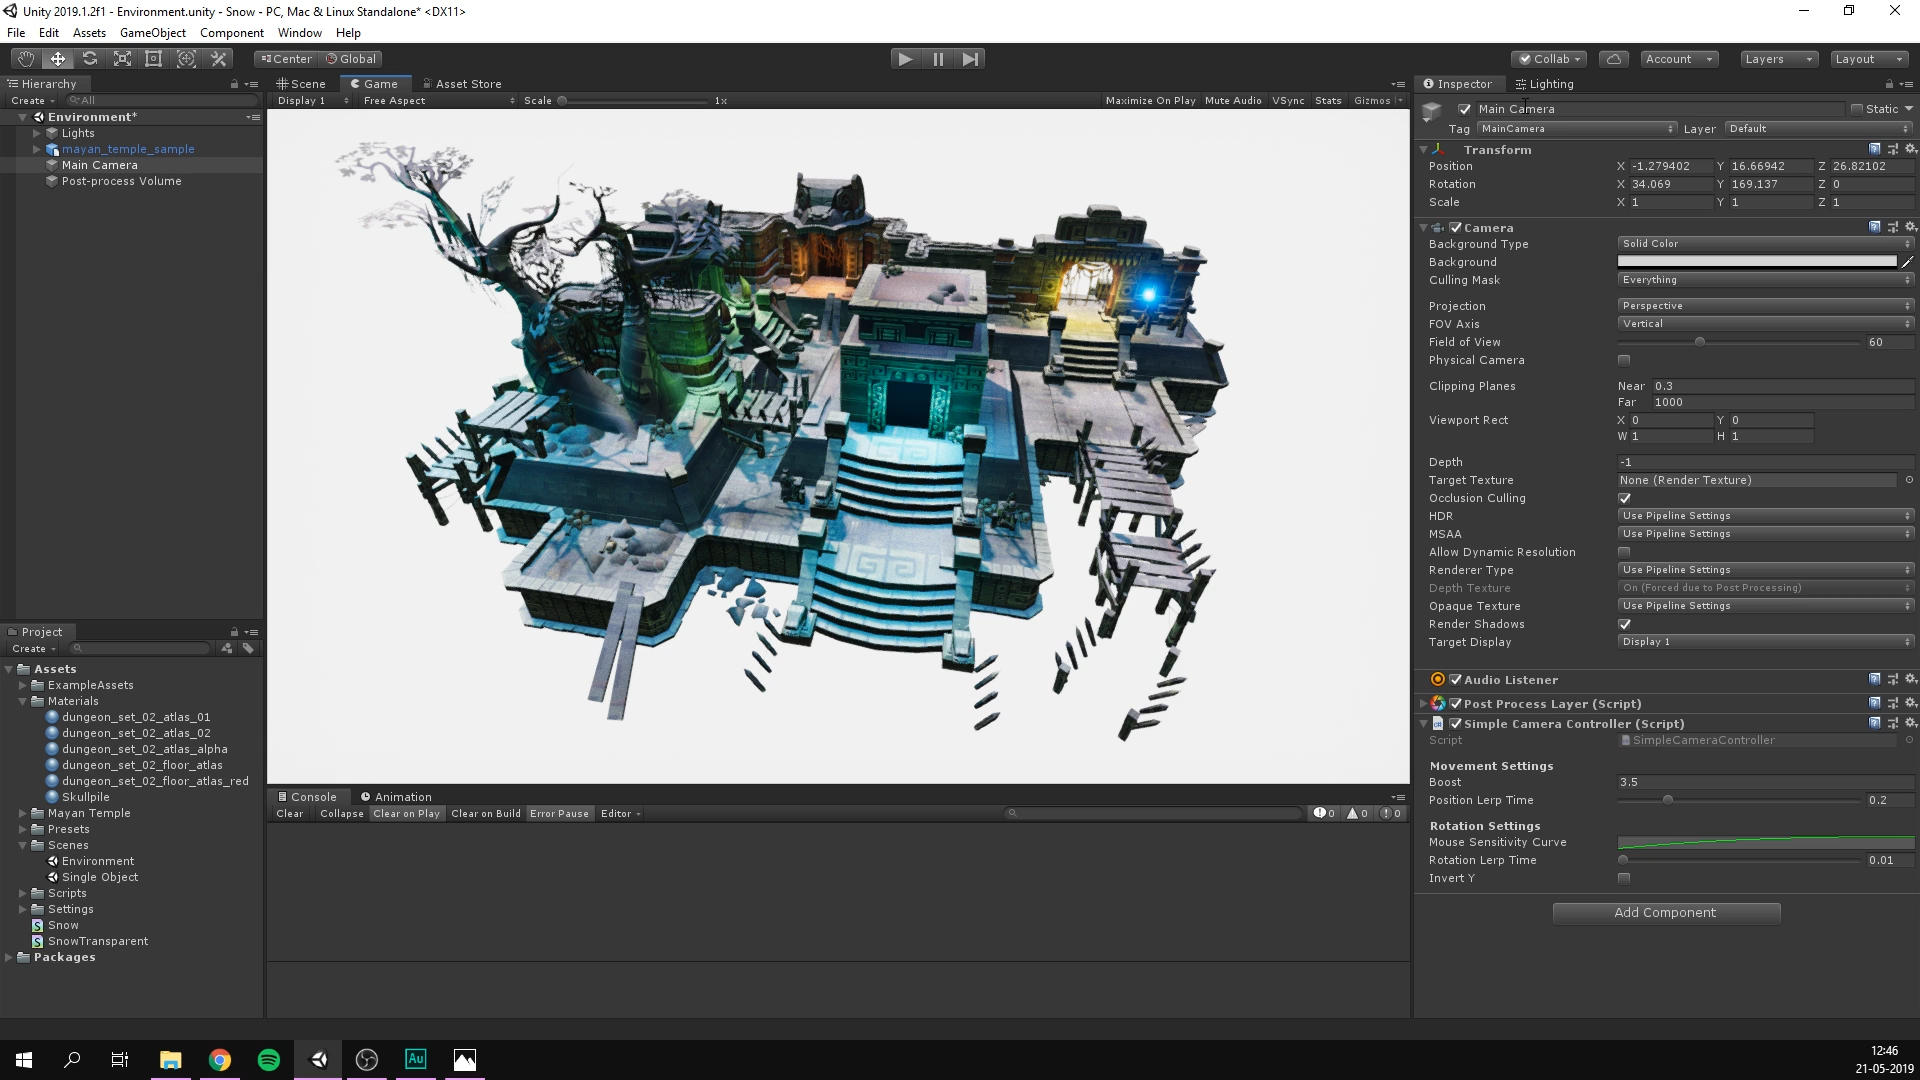 Unity 2019.1.2f1 - Environment.unity - Snow - PC, Mac & Linux Standalone* <DX11>
File Edit Assets GameObject Component Window Help
Center Global
Collab Account Layers Layout
Hierarchy
Create All
Environment*
Lights
mayan_temple_sample
Main Camera
Post-process Volume
Scene Game Asset Store
Display 1 Free Aspect Scale 1x Maximize On Play Mute Audio VSync Stats Gizmos
Inspector Lighting
Main Camera Static
Tag MainCamera Layer Default
Transform
Position X -1.279402 Y 16.66942 Z 26.82102
Rotation X 34.069 Y 169.137 Z 0
Scale X 1 Y 1 Z 1
Camera
Background Type Solid Color
Background
Culling Mask Everything
Projection Perspective
FOV Axis Vertical
Field of View 60
Physical Camera
Clipping Planes Near 0.3
Far 1000
Viewport Rect X 0 Y 0
W 1 H 1
Depth -1
Target Texture None (Render Texture)
Occlusion Culling
HDR Use Pipeline Settings
MSAA Use Pipeline Settings
Allow Dynamic Resolution
Renderer Type Use Pipeline Settings
Depth Texture On (Forced due to Post Processing)
Opaque Texture Use Pipeline Settings
Render Shadows
Target Display Display 1
Audio Listener
Post Process Layer (Script)
Simple Camera Controller (Script)
Script SimpleCameraController
Movement Settings
Boost 3.5
Position Lerp Time 0.2
Rotation Settings
Mouse Sensitivity Curve
Rotation Lerp Time 0.01
Invert Y
Add Component
Project
Create
Assets
ExampleAssets
Materials
dungeon_set_02_atlas_01
dungeon_set_02_atlas_02
dungeon_set_02_atlas_alpha
dungeon_set_02_floor_atlas
dungeon_set_02_floor_atlas_red
Skullpile
Mayan Temple
Presets
Scenes
Environment
Single Object
Scripts
Settings
Snow
SnowTransparent
Packages
Console Animation
Clear Collapse Clear on Play Clear on Build Error Pause Editor 0 0 0
Au
12:46
21-05-2019